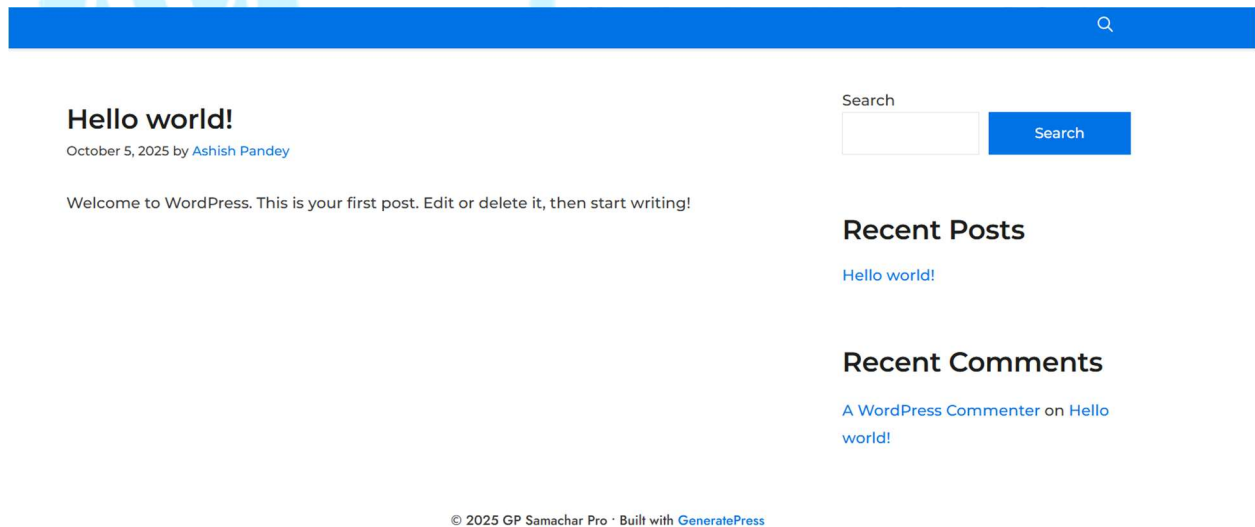 Hello world!
October 5, 2025 by Ashish Pandey
Welcome to WordPress. This is your first post. Edit or delete it, then start writing!
Search
Search
Recent Posts
Hello world!
Recent Comments
A WordPress Commenter on Hello
world!
© 2025 GP Samachar Pro · Built with GeneratePress